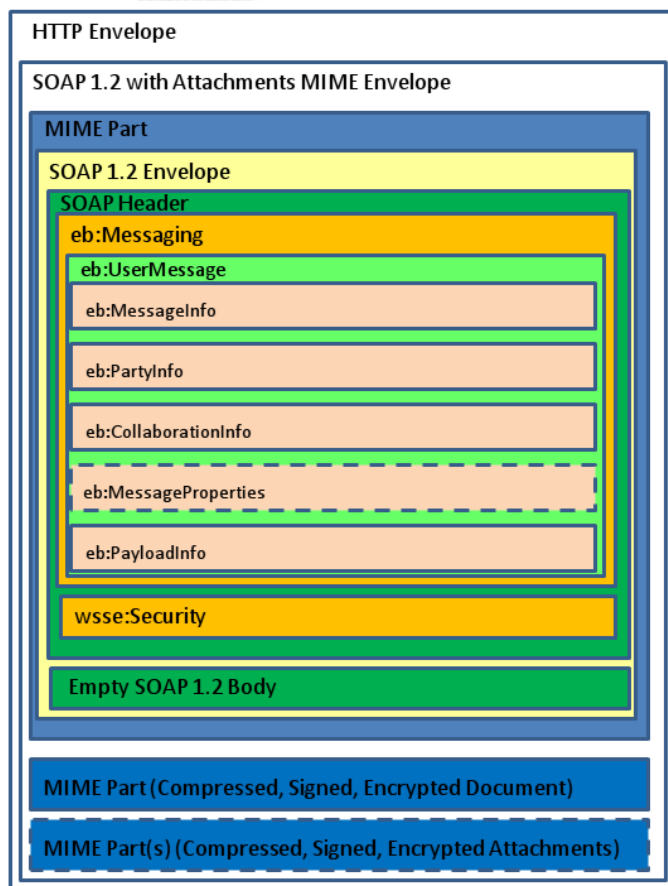 HTTP Envelope
SOAP 1.2 with Attachments MIME Envelope
MIME Part
SOAP 1.2 Envelope
SOAP Header
eb:Messaging
eb:UserMessage
eb:MessageInfo
eb:PartyInfo
eb:CollaborationInfo
eb:MessageProperties
eb:PayloadInfo
wsse:Security
Empty SOAP 1.2 Body
MIME Part (Compressed, Signed, Encrypted Document)
MIME Part(s) (Compressed, Signed, Encrypted Attachments)